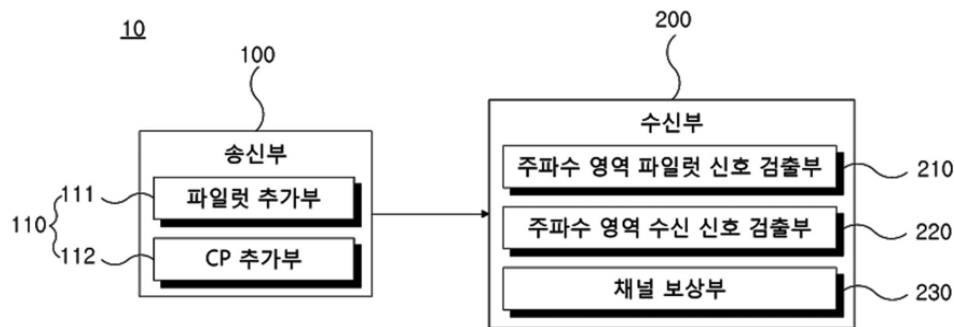 10
100
200
송신부
수신부
111
파일럿 추가부
110
112
CP 추가부
주파수 영역 파일럿 신호 검출부
210
주파수 영역 수신 신호 검출부
220
채널 보상부
230